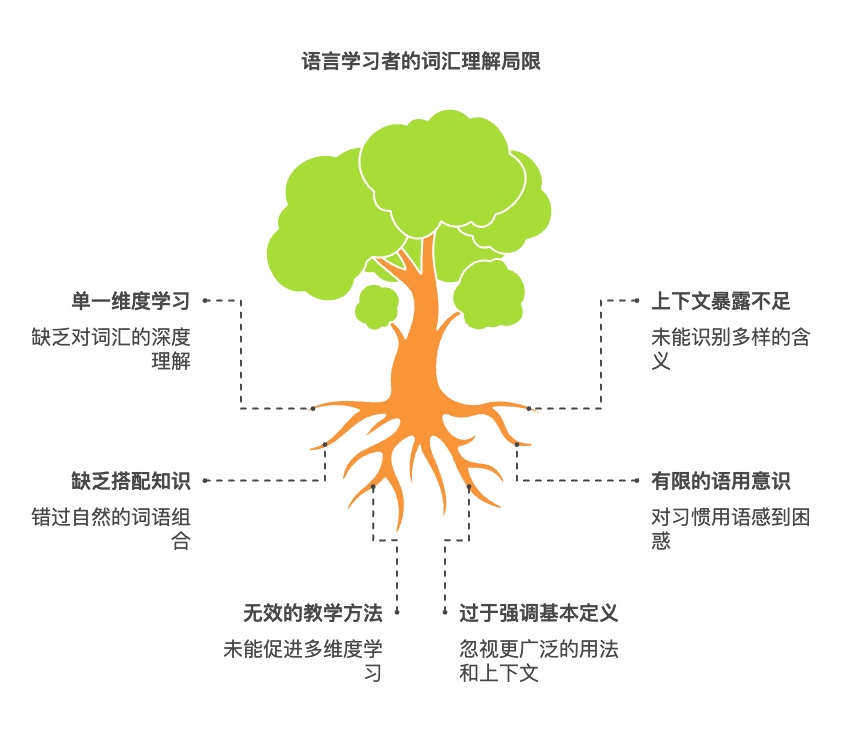 语言学习者的词汇理解局限
单一维度学习
缺乏对词汇的深度
理解
上下文暴露不足
未能识别多样的含
义
缺乏搭配知识
错过自然的词语组
合
有限的语用意识
对习惯用语感到困
惑
无效的教学方法
未能促进多维度学
习
过于强调基本定义
忽视更广泛的用法
和上下文